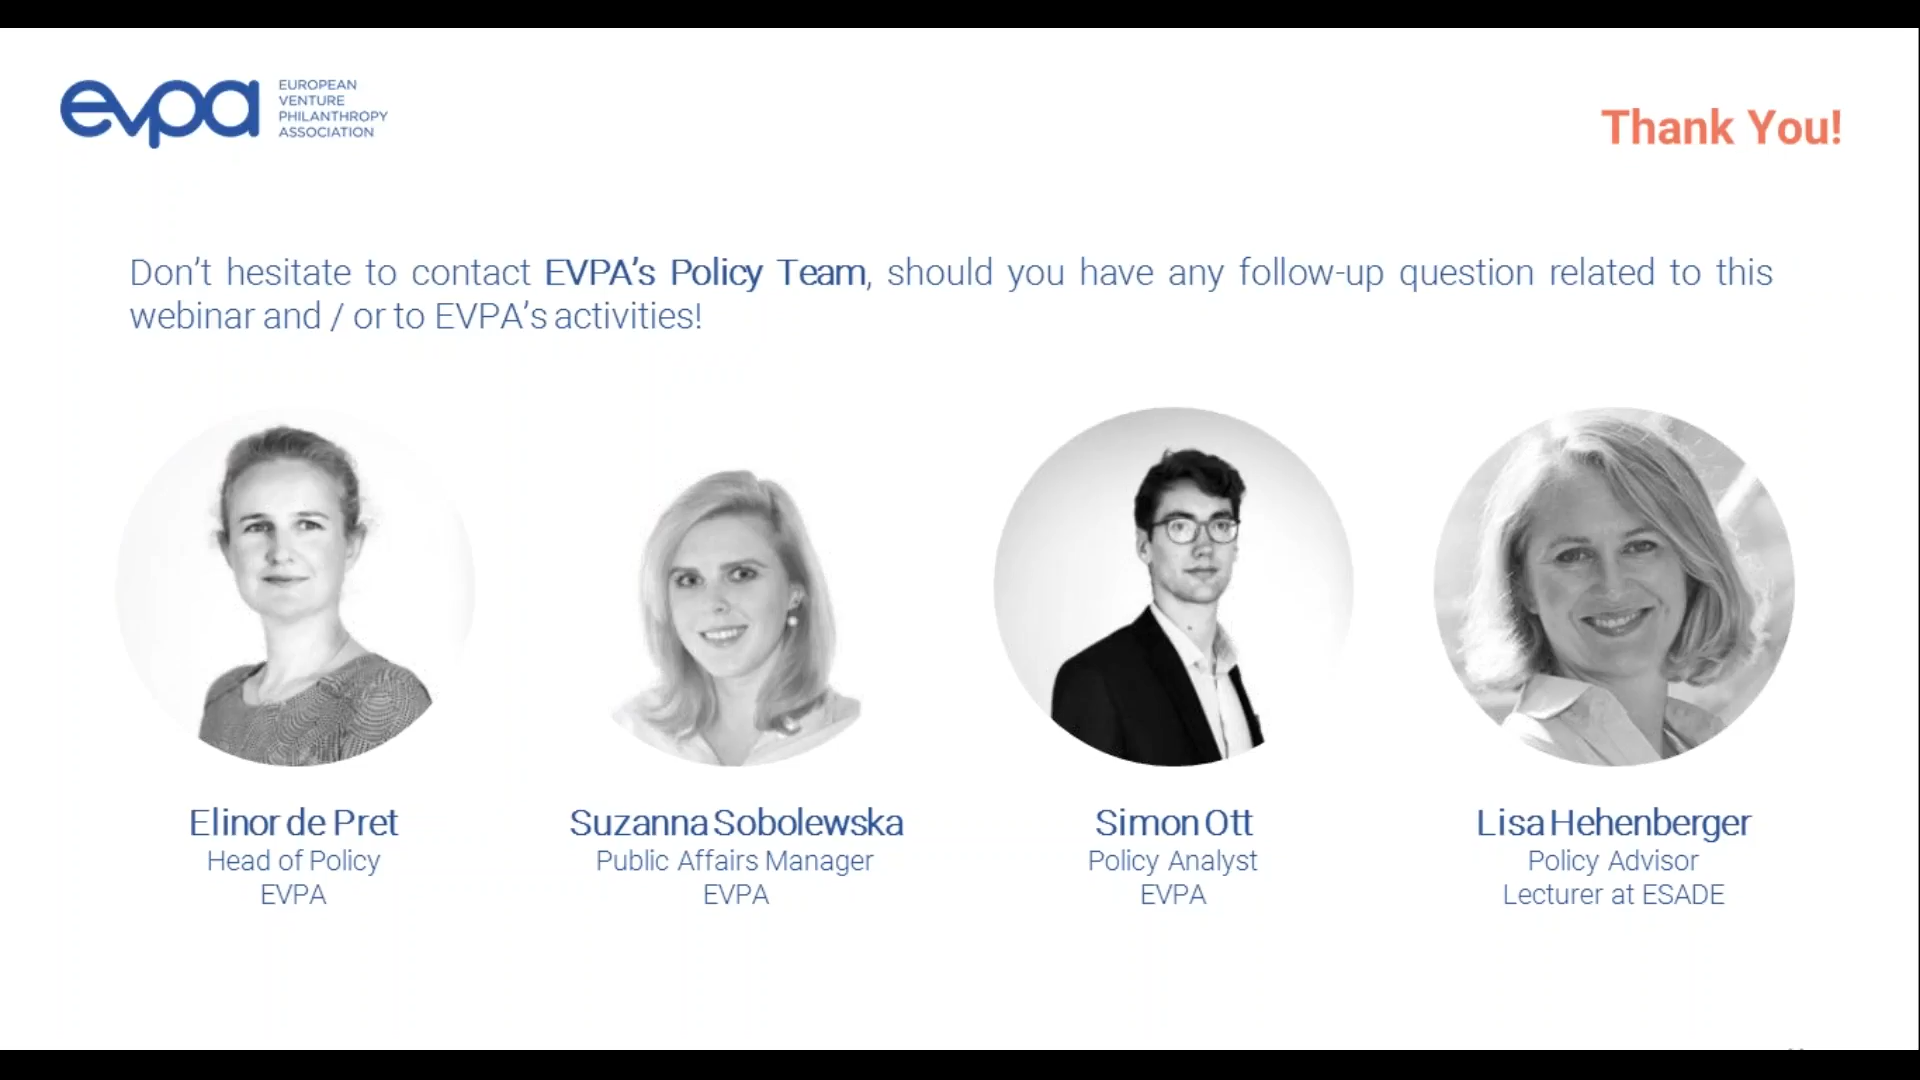 evpa
EUROPEAN
VENTURE
PHILANTHROPY
ASSOCIATION
Thank You!
Don't hesitate to contact EVPA's Policy Team, should you have any follow-up question related to this
webinar and / or to EVPA's activities!
Elinor de Pret
Head of Policy
EVPA
Suzanna Sobolewska
Public Affairs Manager
EVPA
Simon Ott
Policy Analyst
EVPA
Lisa Hehenberger
Policy Advisor
Lecturer at ESADE